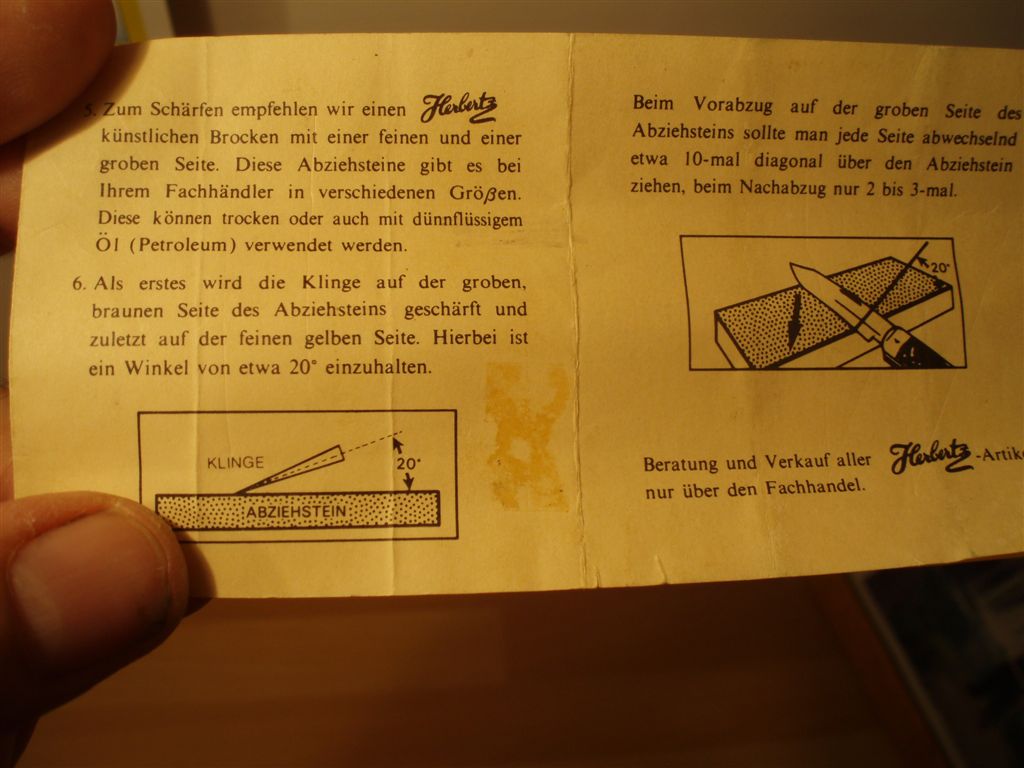 5. Zum Schärfen empfehlen wir einen Herbertz
künstlichen Brocken mit einer feinen und einer
groben Seite. Diese Abziehsteine gibt es bei
Ihrem Fachhändler in verschiedenen Größen.
Diese können trocken oder auch mit dünnflüssigem
Öl (Petroleum) verwendet werden.
6. Als erstes wird die Klinge auf der groben,
braunen Seite des Abziehsteins geschärft und
zuletzt auf der feinen gelben Seite. Hierbei ist
ein Winkel von etwa 20° einzuhalten.
KLINGE
20°
ABZIEHSTEIN
Beim Vorabzug auf der groben Seite des
Abziehsteins sollte man jede Seite abwechselnd
etwa 10-mal diagonal über den Abziehstein
ziehen, beim Nachabzug nur 2 bis 3-mal.
20°
Beratung und Verkauf aller Herbertz-Artike
nur über den Fachhandel.